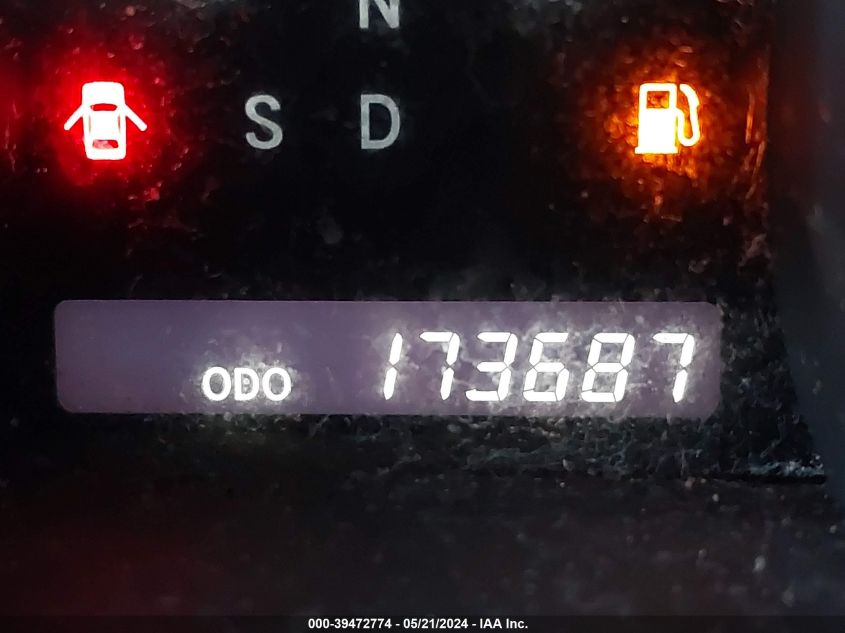 N
S D
ODO 173687
000-39472774 - 05/21/2024 - IAA Inc.